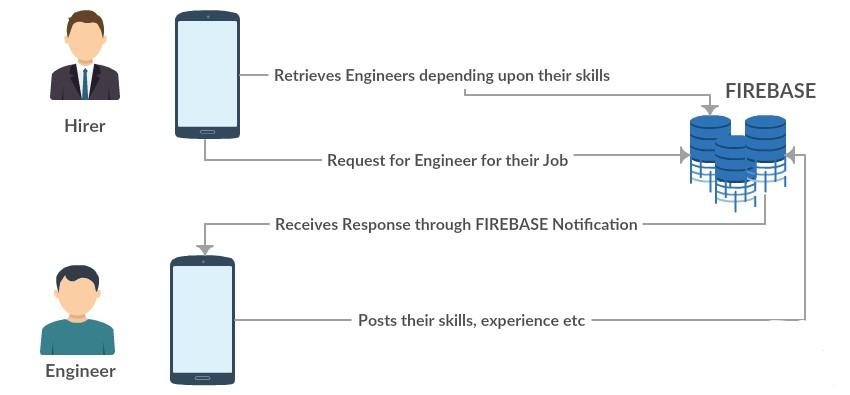 Retrieves Engineers depending upon their skills
FIREBASE
Hirer
Request for Engineer for their Job
Receives Response through FIREBASE Notification
Posts their skills, experience etc
Engineer